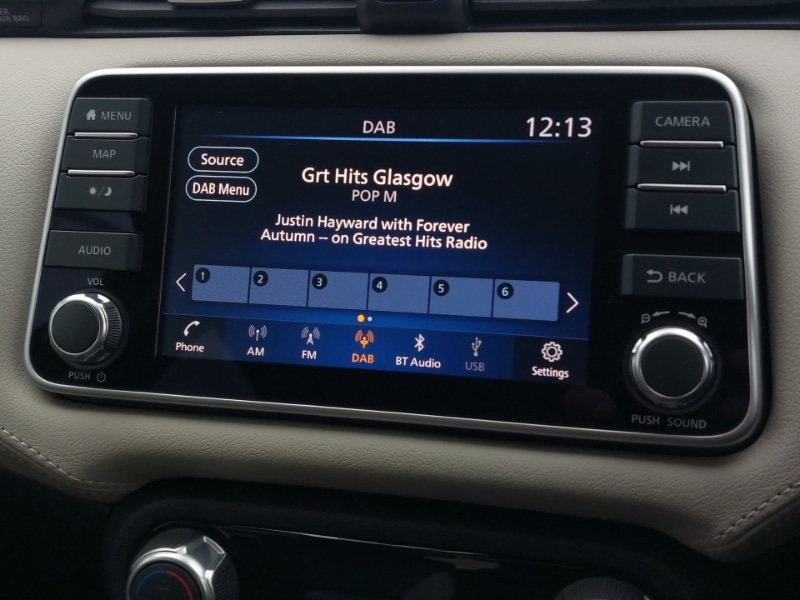 AIR BAG
MENU
MAP
AUDIO
VOL
PUSH
DAB
12:13
Source
DAB Menu
Grt Hits Glasgow
POP M
Justin Hayward with Forever
Autumn -- on Greatest Hits Radio
1 2 3 4 5 6
Phone
AM
FM
DAB
BT Audio
USB
Settings
CAMERA
BACK
PUSH SOUND